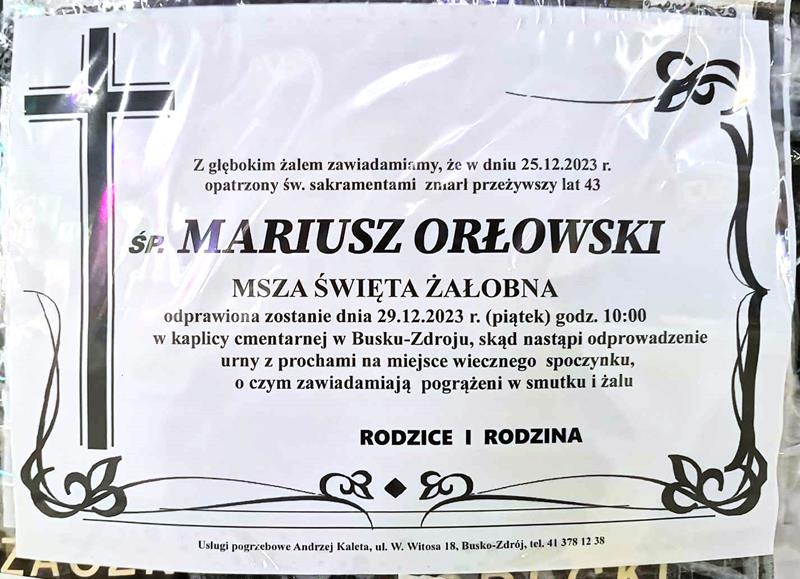 Z głębokim żalem zawiadamiamy, że w dniu 25.12.2023 r.
opatrzony św. sakramentami zmarł przeżywszy lat 43
ŚP. MARIUSZ ORŁOWSKI
MSZA ŚWIĘTA ŻAŁOBNA
odprawiona zostanie dnia 29.12.2023 r. (piątek) godz. 10:00
w kaplicy cmentarnej w Busku-Zdroju, skąd nastąpi odprowadzenie
urny z prochami na miejsce wiecznego spoczynku,
o czym zawiadamiają pogrążeni w smutku i żalu
RODZICE I RODZINA
Usługi pogrzebowe Andrzej Kaleta, ul. W. Witosa 18, Busko-Zdrój, tel. 41 378 12 38